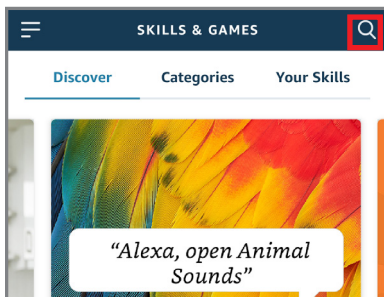 SKILLS & GAMES
Discover Categories Your Skills
“Alexa, open Animal
Sounds”